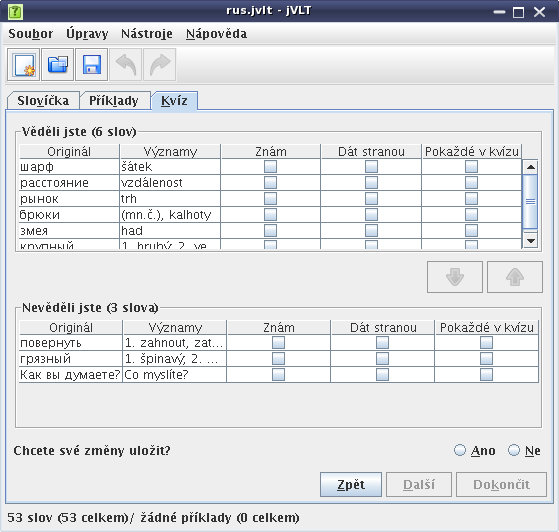 rus.jvlt - jVLT
Soubor Úpravy Nástroje Nápověda
Slovíčka Příklady Kvíz
Věděli jste (6 slov)
Originál Významy Znám Dát stranou Pokaždé v kvízu
шарф šátek
расстояние vzdálenost
рынок trh
брюки (mn.č.), kalhoty
змея had
крупный 1. hrubý, 2. ve...
Nevěděli jste (3 slova)
Originál Významy Znám Dát stranou Pokaždé v kvízu
повернуть 1. zahnout, zat...
грязный 1. špinavý; 2. ...
Как вы думаете? Co myslíte?
Chcete své změny uložit? Ano Ne
Zpět Další Dokončit
53 slov (53 celkem)/ žádné příklady (0 celkem)